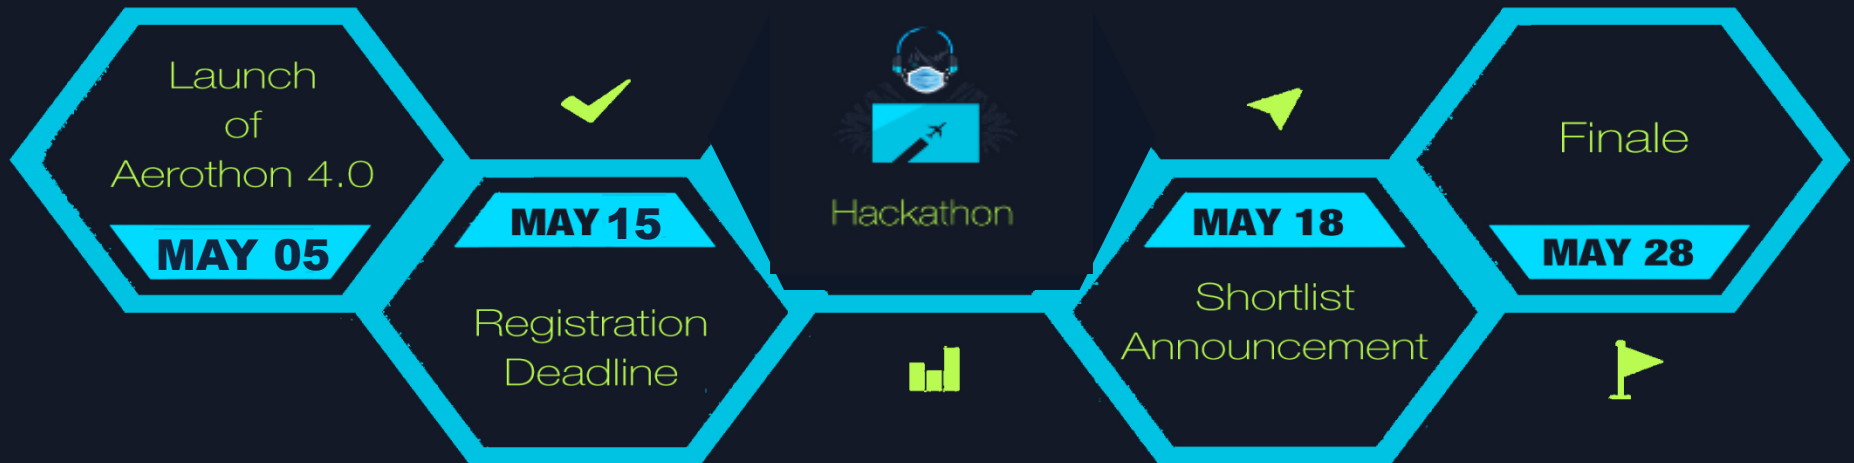 Launch
of
Aerothon 4.0
MAY 05
MAY 15
Registration
Deadline
Hackathon
MAY 18
Shortlist
Announcement
Finale
MAY 28